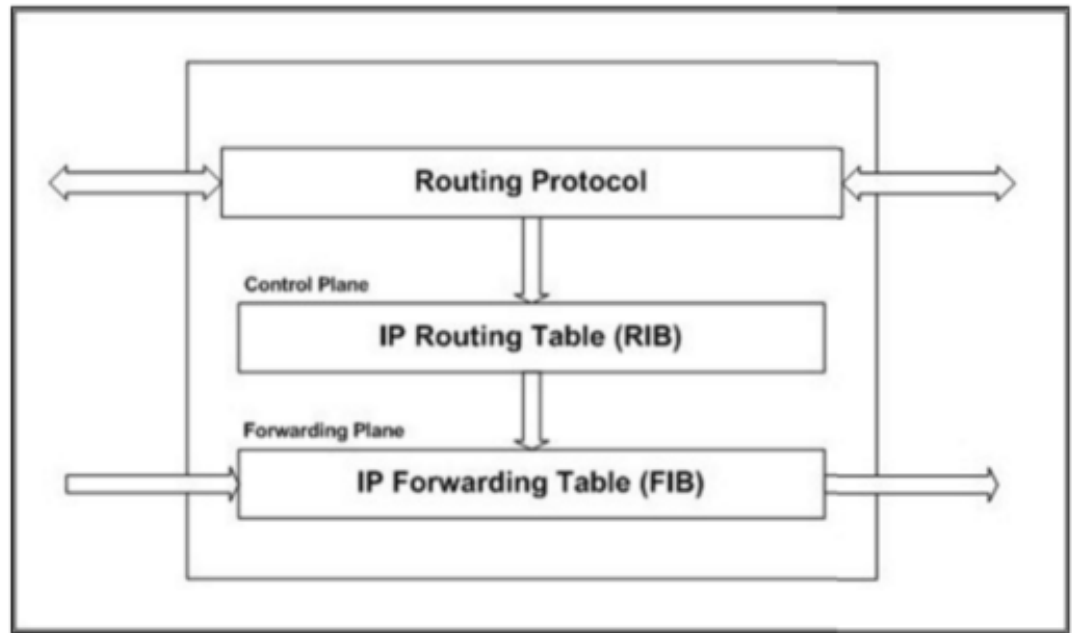 Routing Protocol
Control Plane
IP Routing Table (RIB)
Forwarding Plane
IP Forwarding Table (FIB)